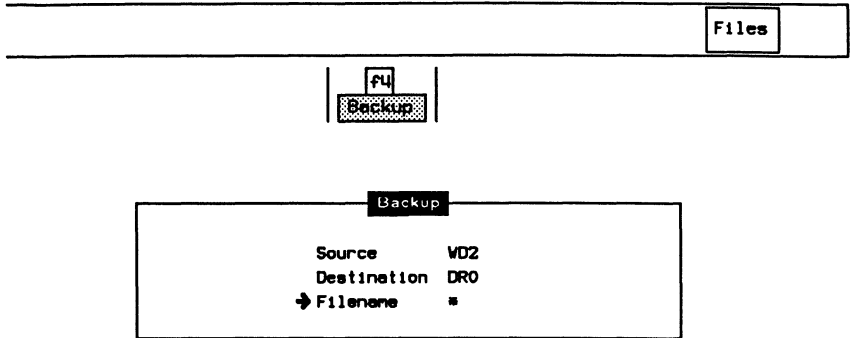 Files
f4
Backup
Backup
Source WD2
Destination DR0
→ Filename *